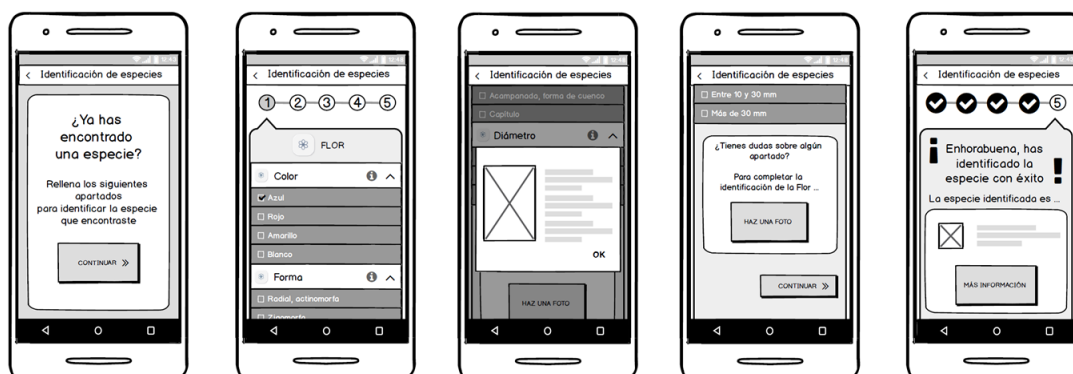 Identificación de especies
¿Ya has
encontrado
una especie?
Rellena los siguientes
apartados
para identificar la especie
que encontraste
CONTINUAR
Identificación de especies
1 2 3 4 5
FLOR
Color
Azul
Rojo
Amarillo
Blanco
Forma
Radial, actinomorfa
Zigomorfa
Identificación de especies
Acampanada, forma de cuenco
Capítulo
Diámetro
OK
HAZ UNA FOTO
Identificación de especies
Entre 10 y 30 mm
Más de 30 mm
¿Tienes dudas sobre algún
apartado?
Para completar la
identificación de la Flor ...
HAZ UNA FOTO
CONTINUAR
Identificación de especies
5
¡ Enhorabuena, has
identificado la
especie con éxito !
La especie identificada es ...
MÁS INFORMACIÓN